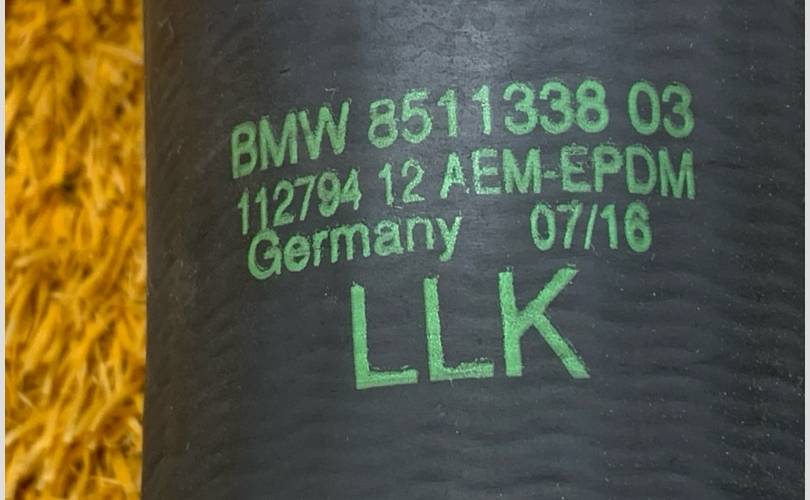 BMW 8511338 03
112794 12 AEM-EPDM
Germany 07/16
LLK